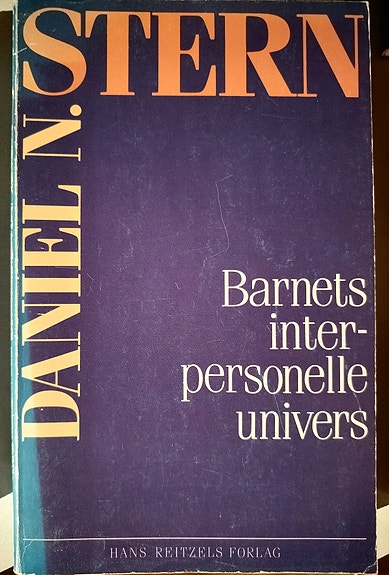 DANIEL N.
STERN
Barnets
inter-
personelle
univers
HANS REITZELS FORLAG